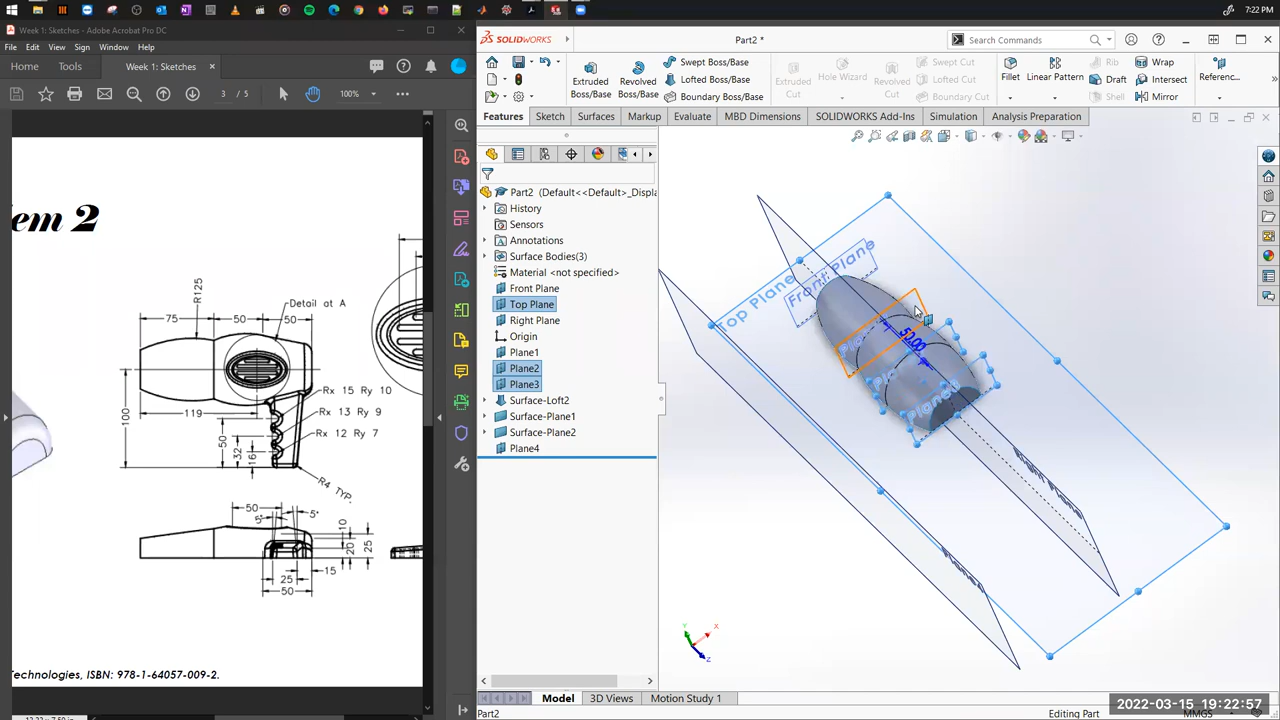 7:22 PM
Week 1: Sketches - Adobe Acrobat Pro DC
File Edit View Sign Window Help
Home Tools Week 1: Sketches
3 / 5 100%
em 2
R125
Detail at A
75 50 50
Rx 15 Ry 10
Rx 13 Ry 9
Rx 12 Ry 7
100
119
50
32
16
R4 TYP.
50
5° 5°
10
20
25
15
25
50
Technologies, ISBN: 978-1-64057-009-2.
SOLIDWORKS
Part2 *
Search Commands
Extruded Boss/Base
Revolved Boss/Base
Swept Boss/Base
Lofted Boss/Base
Boundary Boss/Base
Extruded Cut
Hole Wizard
Revolved Cut
Swept Cut
Lofted Cut
Boundary Cut
Fillet
Linear Pattern
Rib
Draft
Shell
Wrap
Intersect
Mirror
Referenc...
Features Sketch Surfaces Markup Evaluate MBD Dimensions SOLIDWORKS Add-Ins Simulation Analysis Preparation
Part2 (Default<<Default>_Displa
History
Sensors
Annotations
Surface Bodies(3)
Material <not specified>
Front Plane
Top Plane
Right Plane
Origin
Plane1
Plane2
Plane3
Surface-Loft2
Surface-Plane1
Surface-Plane2
Plane4
Top Plane
Front Plane
Y
X
Z
Model 3D Views Motion Study 1
Part2
Editing Part
MMGS
2022-03-15 19:22:57